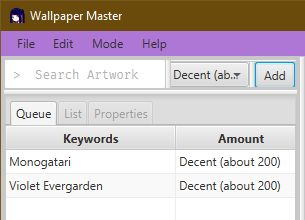 Wallpaper Master
File Edit Mode Help
> Search Artwork Decent (ab... Add
Queue List Properties
Keywords Amount
Monogatari Decent (about 200)
Violet Evergarden Decent (about 200)